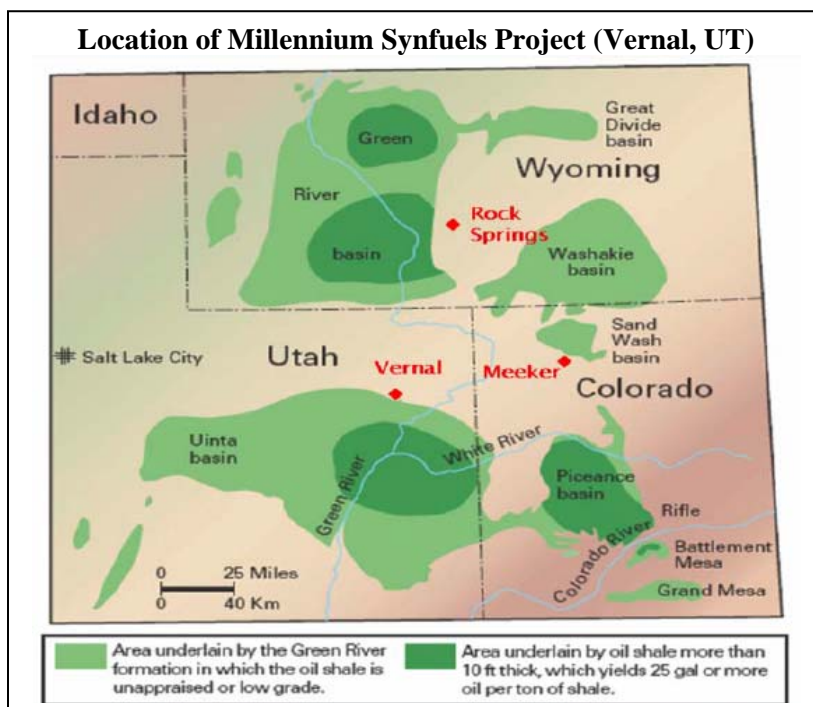 Location of Millennium Synfuels Project (Vernal, UT)
Idaho
Great
Divide
basin
Green
Wyoming
River
Rock
Springs
basin
Washakie
basin
Sand
Wash
basin
Salt Lake City
Utah
Vernal
Meeker
Colorado
Uinta
basin
White River
Green River
Piceance
basin
Rifle
Colorado River
Battlement
Mesa
Grand Mesa
0 25 Miles
0 40 Km
Area underlain by the Green River
formation in which the oil shale is
unappraised or low grade.
Area underlain by oil shale more than
10 ft thick, which yields 25 gal or more
oil per ton of shale.